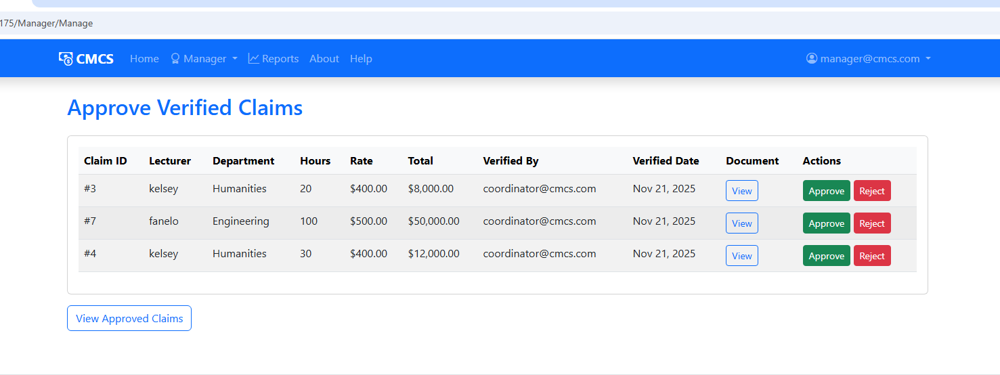 175/Manager/Manage
CMCS Home Manager Reports About Help manager@cmcs.com
Approve Verified Claims
Claim ID Lecturer Department Hours Rate Total Verified By Verified Date Document Actions
#3 kelsey Humanities 20 $400.00 $8,000.00 coordinator@cmcs.com Nov 21, 2025 View Approve Reject
#7 fanelo Engineering 100 $500.00 $50,000.00 coordinator@cmcs.com Nov 21, 2025 View Approve Reject
#4 kelsey Humanities 30 $400.00 $12,000.00 coordinator@cmcs.com Nov 21, 2025 View Approve Reject
View Approved Claims